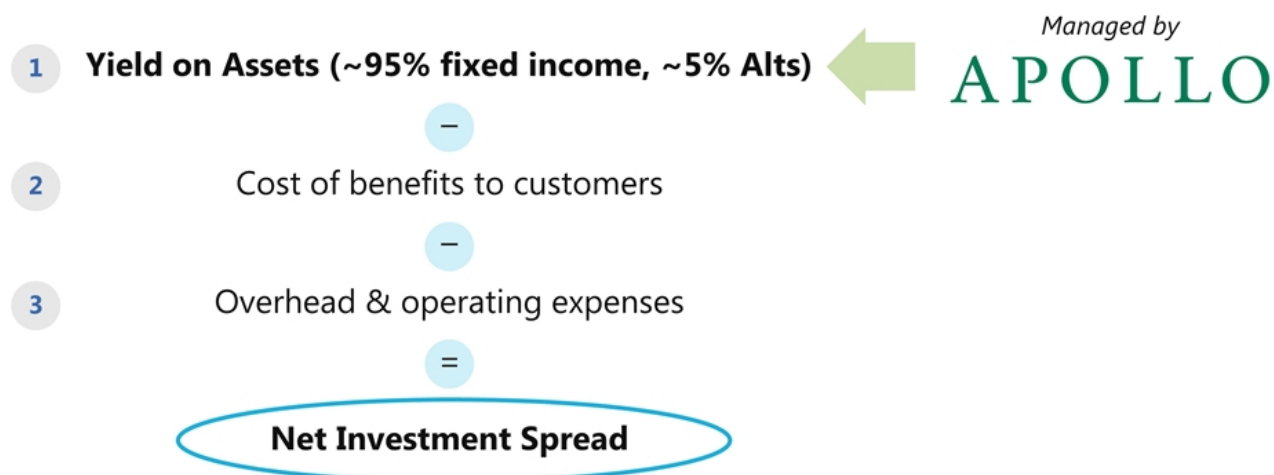 Managed by
APOLLO
1 Yield on Assets (~95% fixed income, ~5% Alts)
–
2 Cost of benefits to customers
–
3 Overhead & operating expenses
=
Net Investment Spread